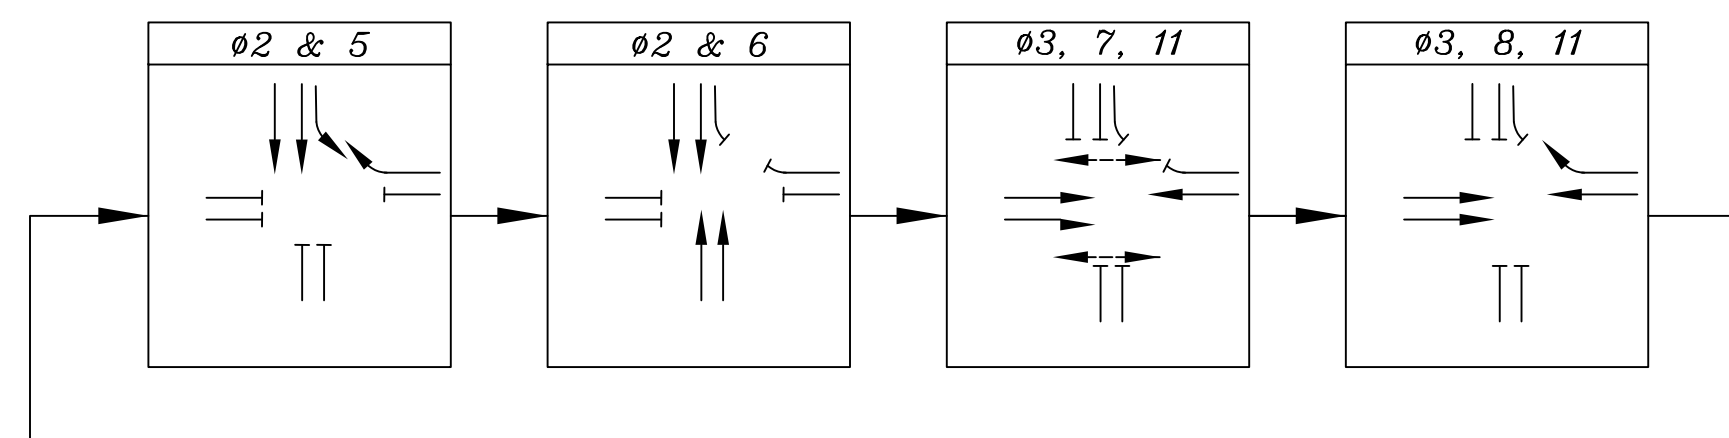 ø2 & 5
ø2 & 6
ø3, 7, 11
ø3, 8, 11